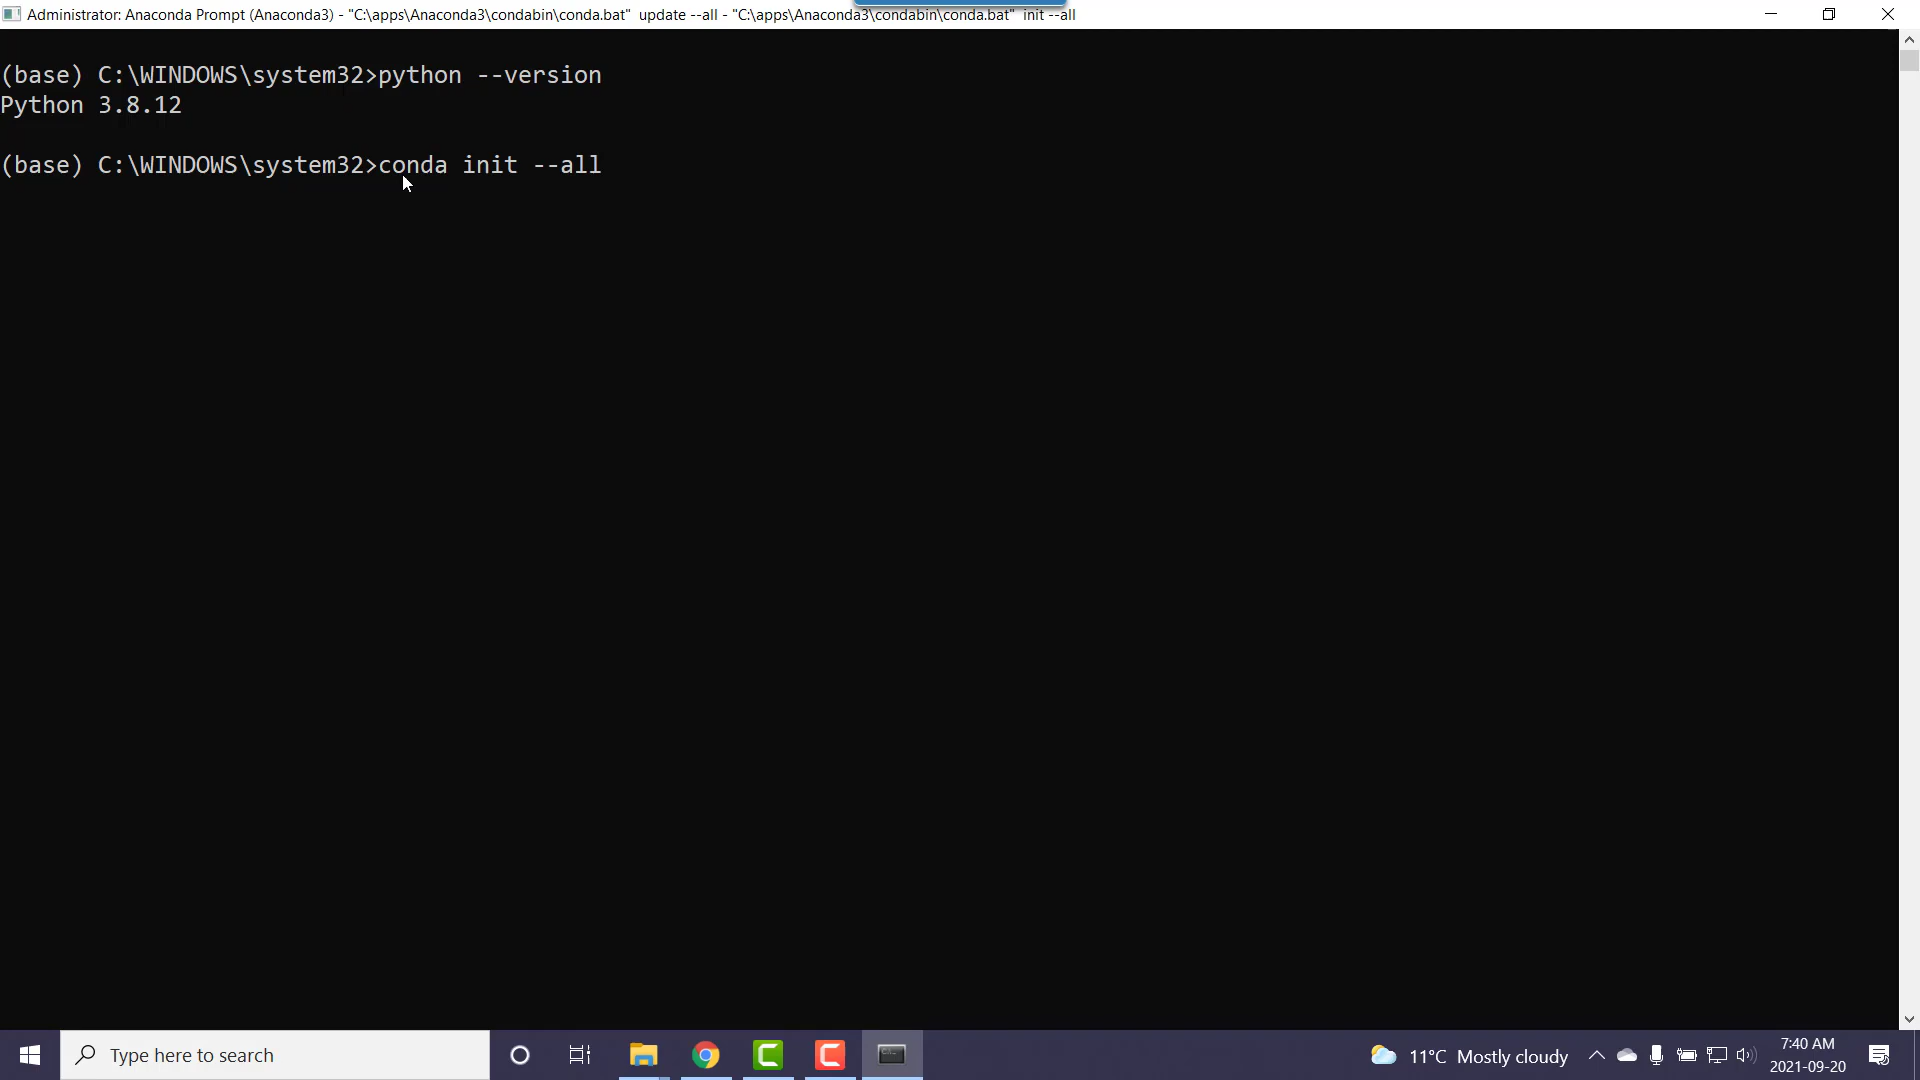 Administrator: Anaconda Prompt (Anaconda3) - "C:\apps\Anaconda3\condabin\conda.bat"  update --all - "C:\apps\Anaconda3\condabin\conda.bat"  init --all
(base) C:\WINDOWS\system32>python --version
Python 3.8.12
(base) C:\WINDOWS\system32>conda init --all
Type here to search
11°C Mostly cloudy
7:40 AM
2021-09-20